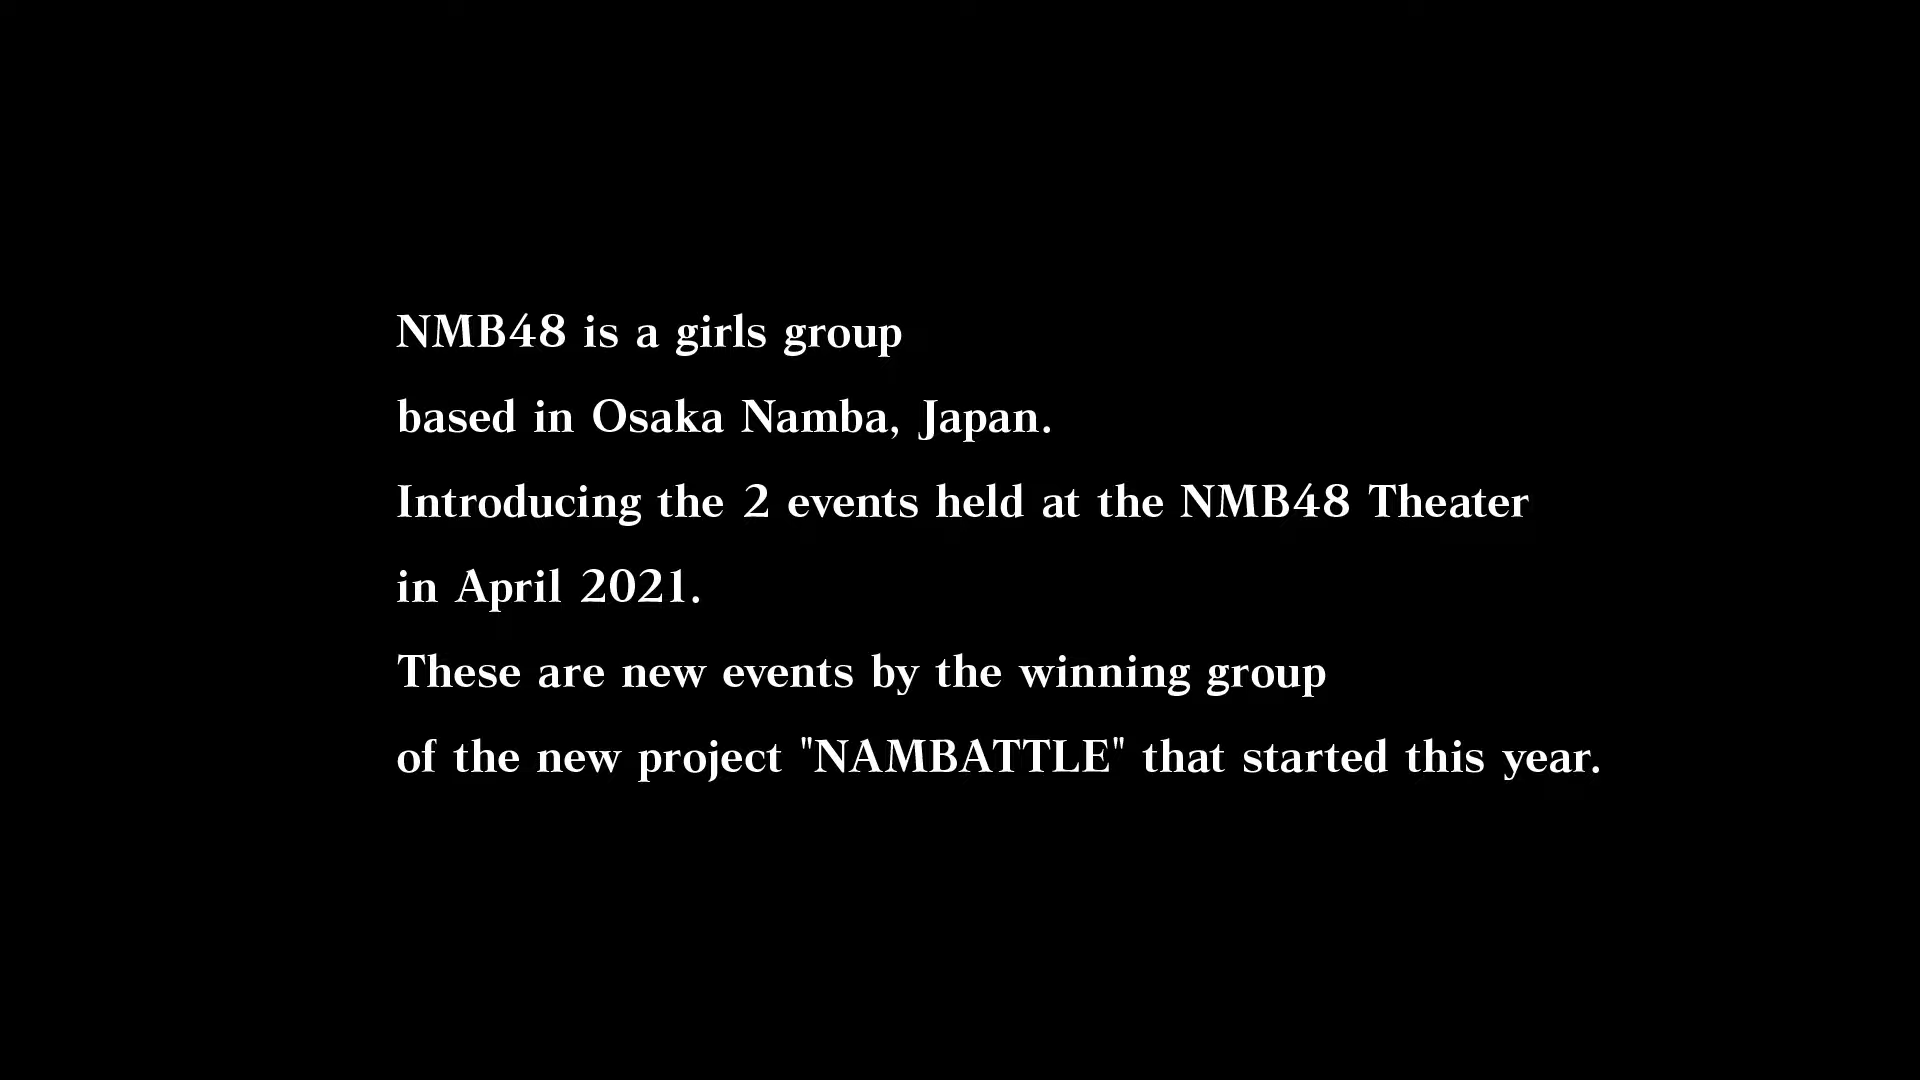 NMB48 is a girls group
based in Osaka Namba, Japan.
Introducing the 2 events held at the NMB48 Theater
in April 2021.
These are new events by the winning group
of the new project "NAMBATTLE" that started this year.